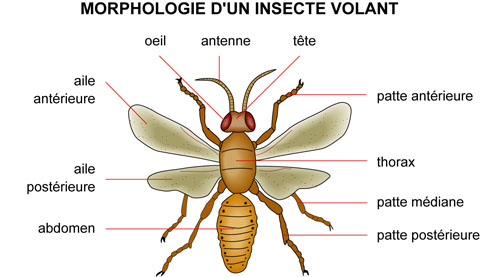 MORPHOLOGIE D'UN INSECTE VOLANT
oeil
antenne
tête
aile
antérieure
patte antérieure
aile
postérieure
thorax
patte médiane
abdomen
patte postérieure